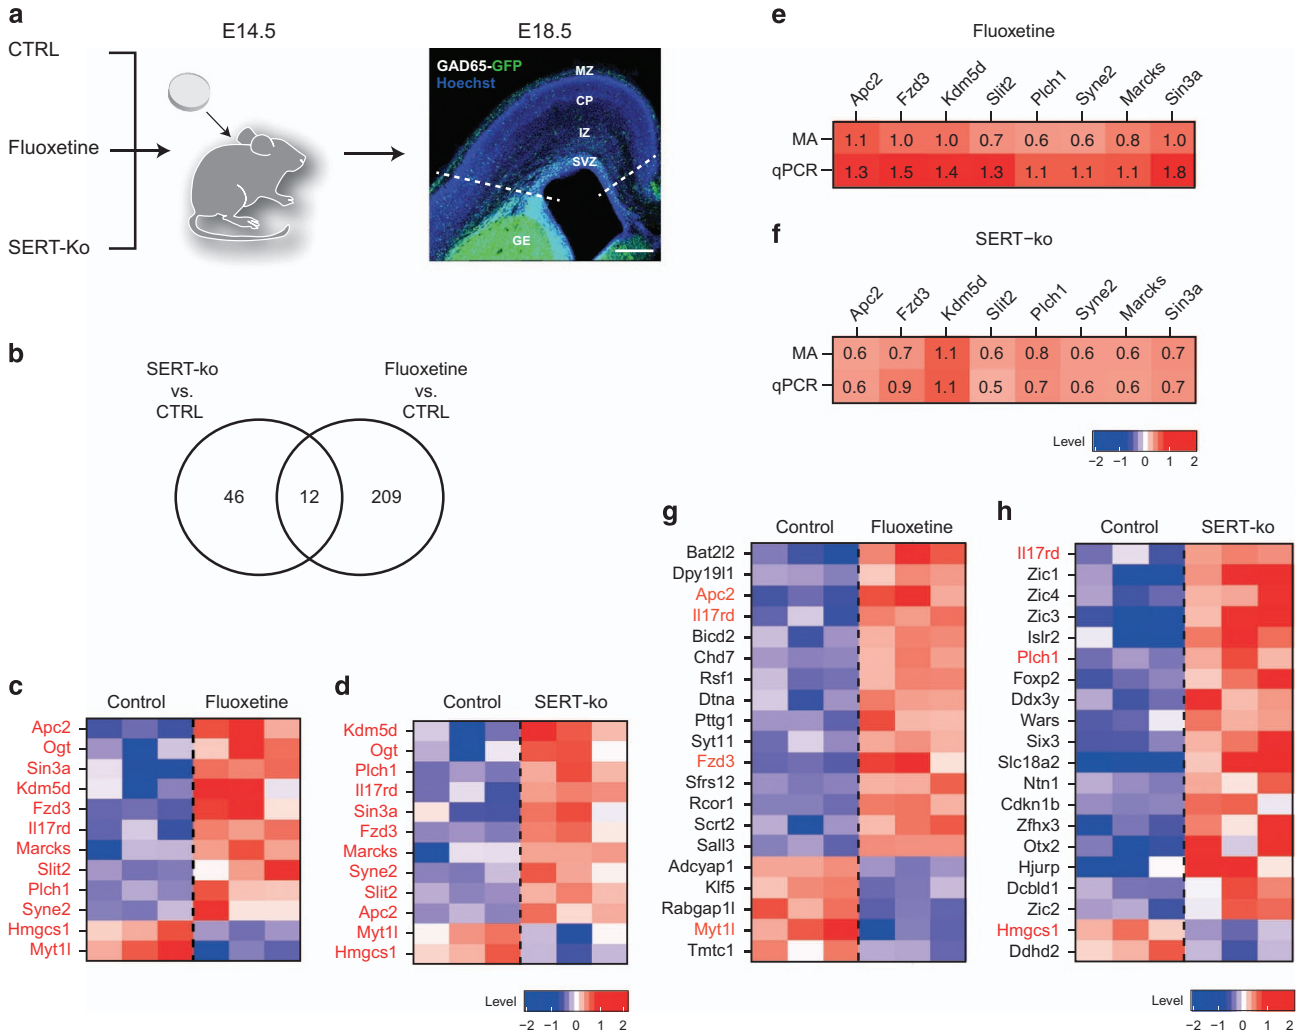 a
E14.5
E18.5
CTRL
Fluoxetine
SERT-Ko
GAD65-GFP
Hoechst
MZ
CP
IZ
SVZ
GE
b
SERT-ko
vs.
CTRL
Fluoxetine
vs.
CTRL
46
12
209
c
Control
Fluoxetine
Apc2
Ogt
Sin3a
Kdm5d
Fzd3
Il17rd
Marcks
Slit2
Plch1
Syne2
Hmgcs1
Myt1l
d
Control
SERT-ko
Kdm5d
Ogt
Plch1
Il17rd
Sin3a
Fzd3
Marcks
Syne2
Slit2
Apc2
Myt1l
Hmgcs1
Level
−2 −1 0 1 2
e
Fluoxetine
Apc2 Fzd3 Kdm5d Slit2 Plch1 Syne2 Marcks Sin3a
MA 1.1 1.0 1.0 0.7 0.6 0.6 0.8 1.0
qPCR 1.3 1.5 1.4 1.3 1.1 1.1 1.1 1.8
f
SERT−ko
Apc2 Fzd3 Kdm5d Slit2 Plch1 Syne2 Marcks Sin3a
MA 0.6 0.7 1.1 0.6 0.8 0.6 0.6 0.7
qPCR 0.6 0.9 1.1 0.5 0.7 0.6 0.6 0.7
Level
−2 −1 0 1 2
g
Control
Fluoxetine
Bat2l2
Dpy19l1
Apc2
Il17rd
Bicd2
Chd7
Rsf1
Dtna
Pttg1
Syt11
Fzd3
Sfrs12
Rcor1
Scrt2
Sall3
Adcyap1
Klf5
Rabgap1l
Myt1l
Tmtc1
h
Control
SERT-ko
Il17rd
Zic1
Zic4
Zic3
Islr2
Plch1
Foxp2
Ddx3y
Wars
Six3
Slc18a2
Ntn1
Cdkn1b
Zfhx3
Otx2
Hjurp
Dcbld1
Zic2
Hmgcs1
Ddhd2
Level
−2 −1 0 1 2